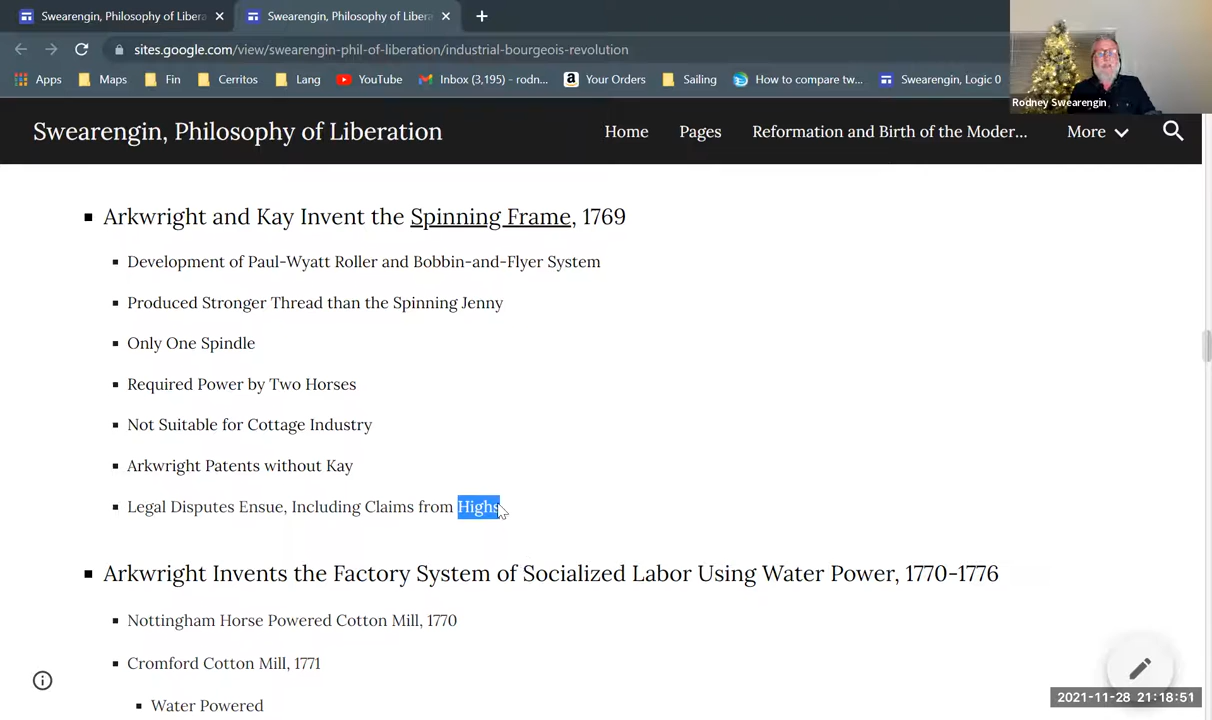 Swearengin, Philosophy of Libera
Swearengin, Philosophy of Libera
sites.google.com/view/swearengin-phil-of-liberation/industrial-bourgeois-revolution
Apps Maps Fin Cerritos Lang YouTube Inbox (3,195) - rodn... Your Orders Sailing How to compare tw... Swearengin, Logic 0
Rodney Swearengin
Swearengin, Philosophy of Liberation
Home Pages Reformation and Birth of the Moder... More
Arkwright and Kay Invent the Spinning Frame, 1769
Development of Paul-Wyatt Roller and Bobbin-and-Flyer System
Produced Stronger Thread than the Spinning Jenny
Only One Spindle
Required Power by Two Horses
Not Suitable for Cottage Industry
Arkwright Patents without Kay
Legal Disputes Ensue, Including Claims from Highs
Arkwright Invents the Factory System of Socialized Labor Using Water Power, 1770-1776
Nottingham Horse Powered Cotton Mill, 1770
Cromford Cotton Mill, 1771
Water Powered
2021-11-28 21:18:51